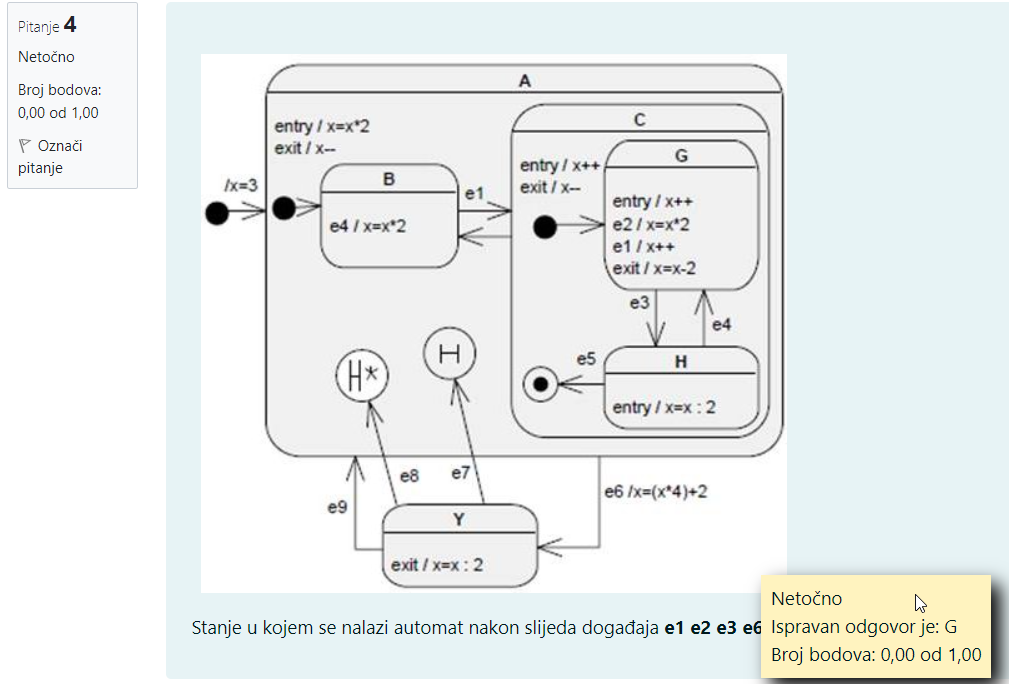 Pitanje 4
Netočno
Broj bodova:
0,00 od 1,00
Označi
pitanje
A
entry / x=x*2
exit / x--
/x=3
B
e4 / x=x*2
e1
C
entry / x++
exit / x--
G
entry / x++
e2 / x=x*2
e1 / x++
exit / x=x-2
e3
e4
H
entry / x=x : 2
e5
H*
H
e8
e7
e9
e6 /x=(x*4)+2
Y
exit / x=x : 2
Stanje u kojem se nalazi automat nakon slijeda događaja e1 e2 e3 e6
Netočno
Ispravan odgovor je: G
Broj bodova: 0,00 od 1,00